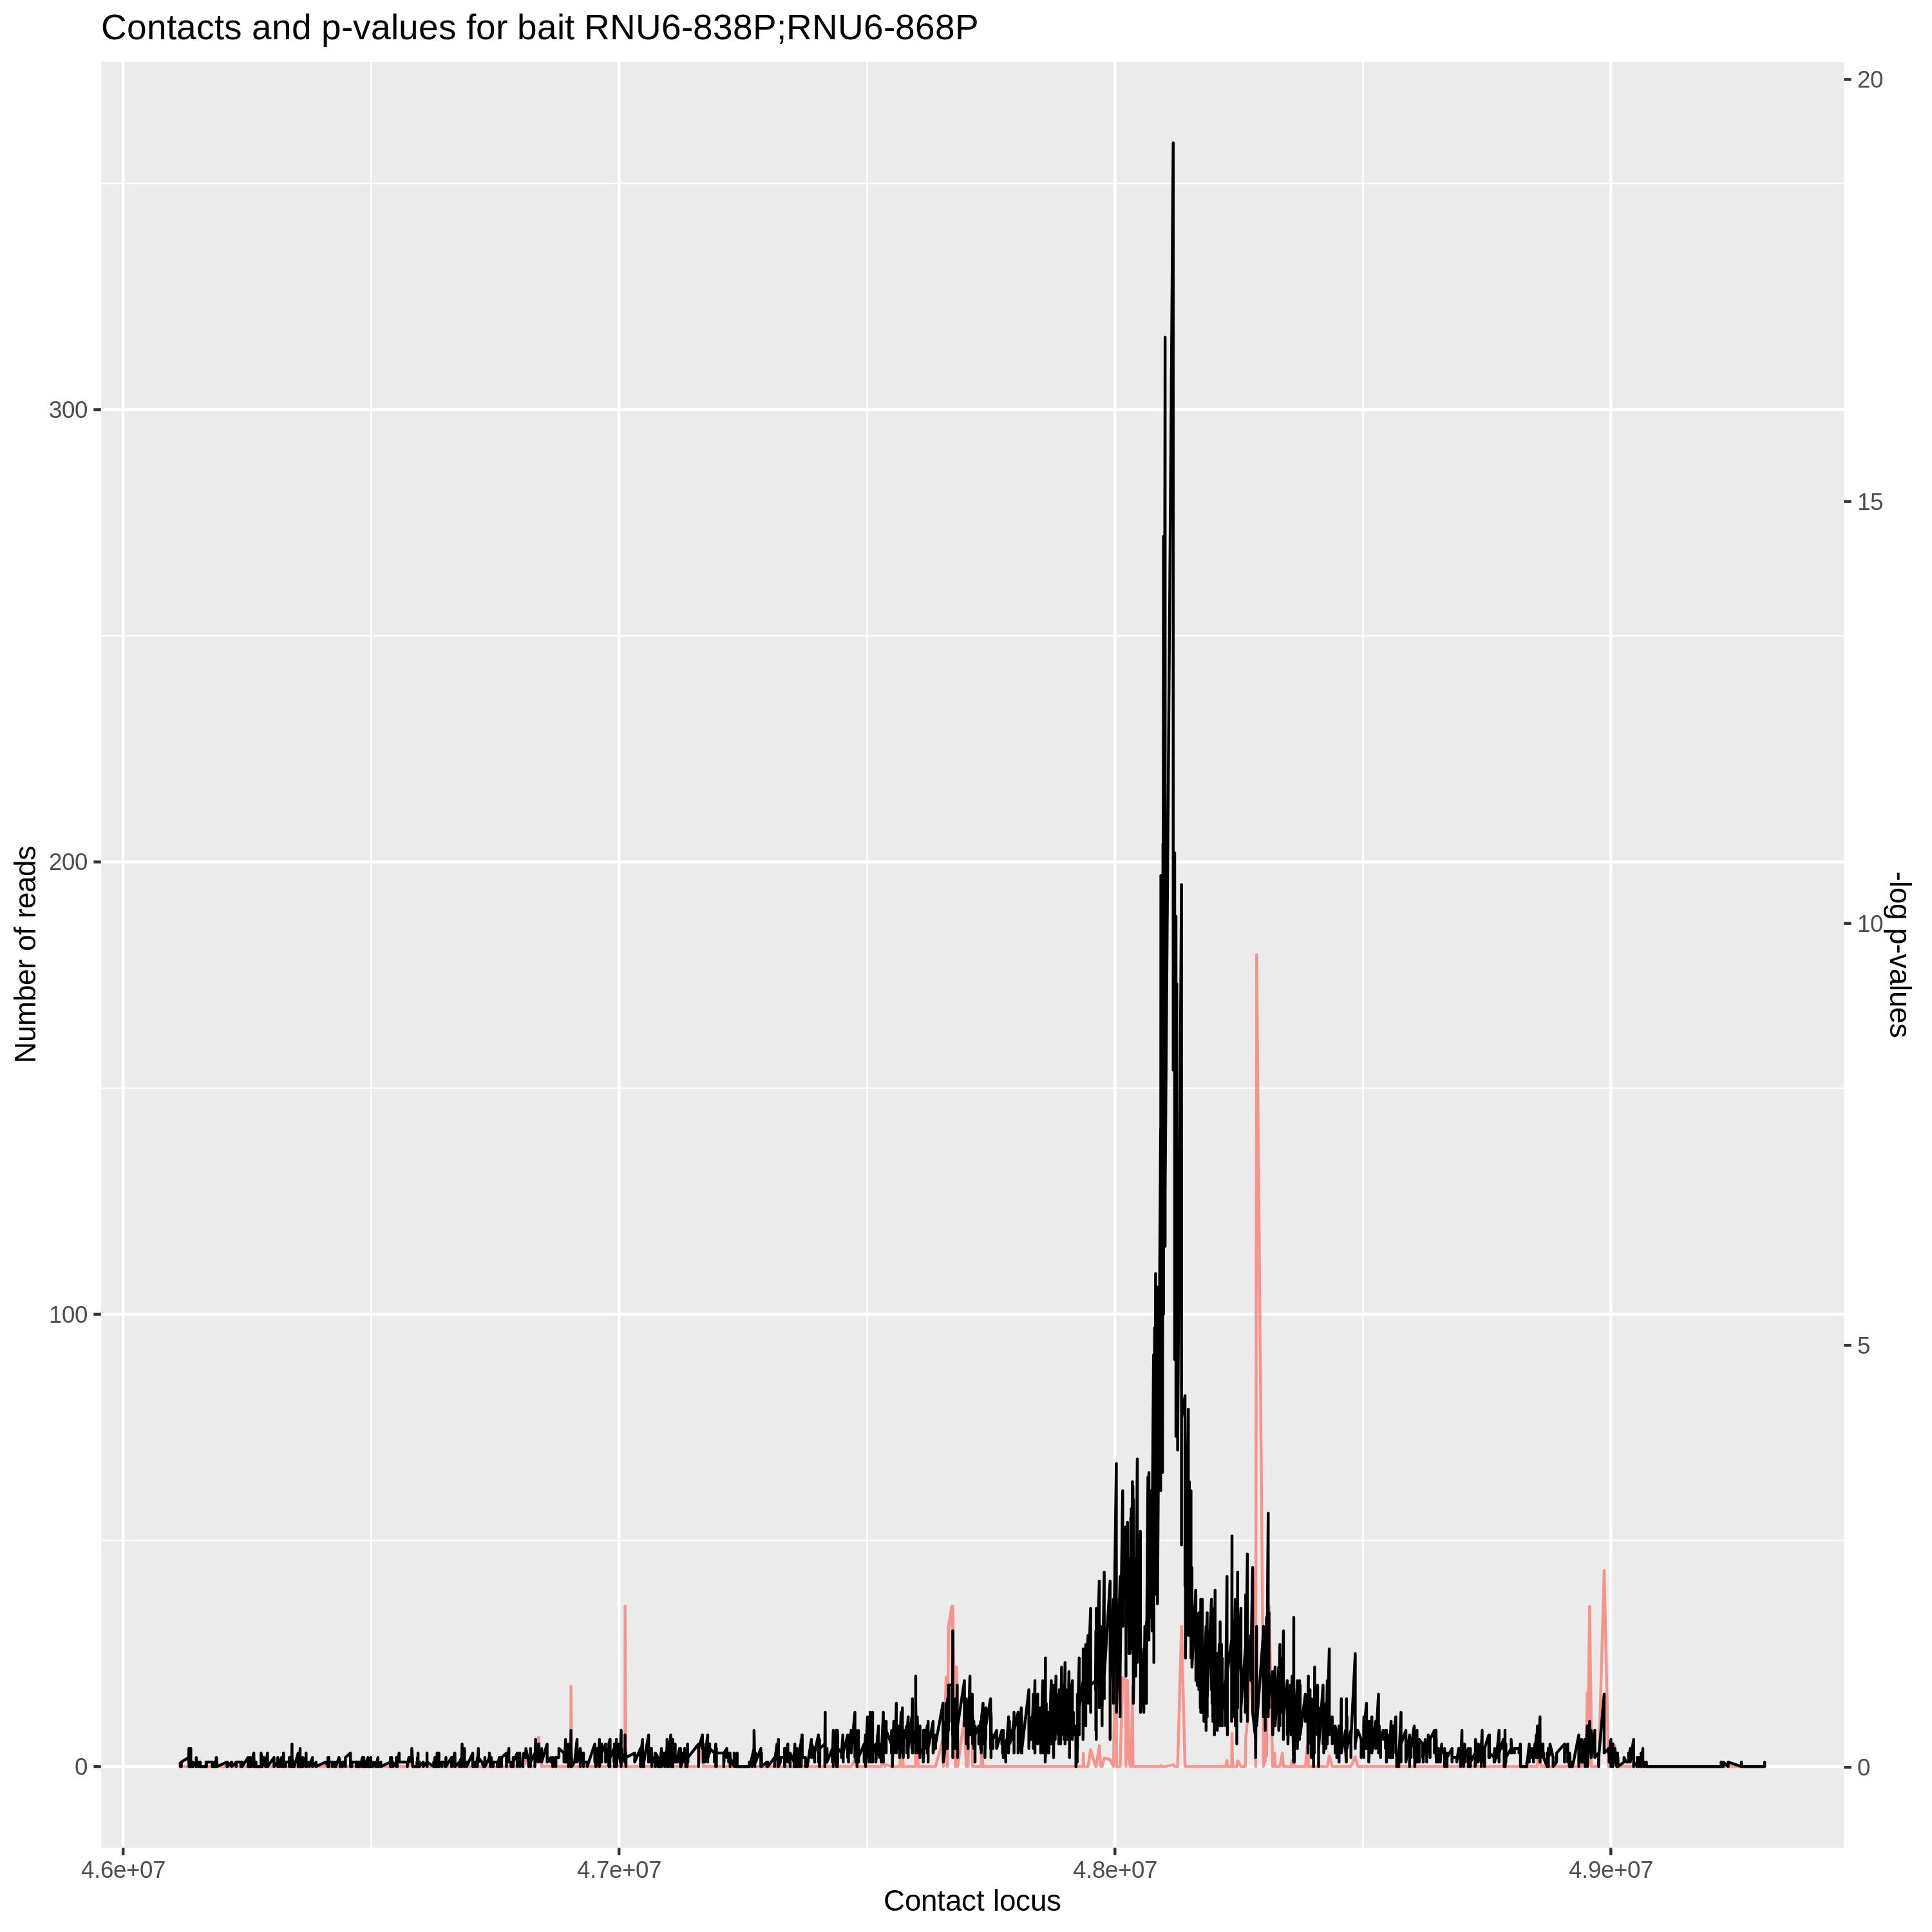 Contacts and p-values for bait RNU6-838P;RNU6-868P
Number of reads
300
200
100
0
20
15
10
5
0
-log p-values
4.6e+07 4.7e+07 4.8e+07 4.9e+07
Contact locus